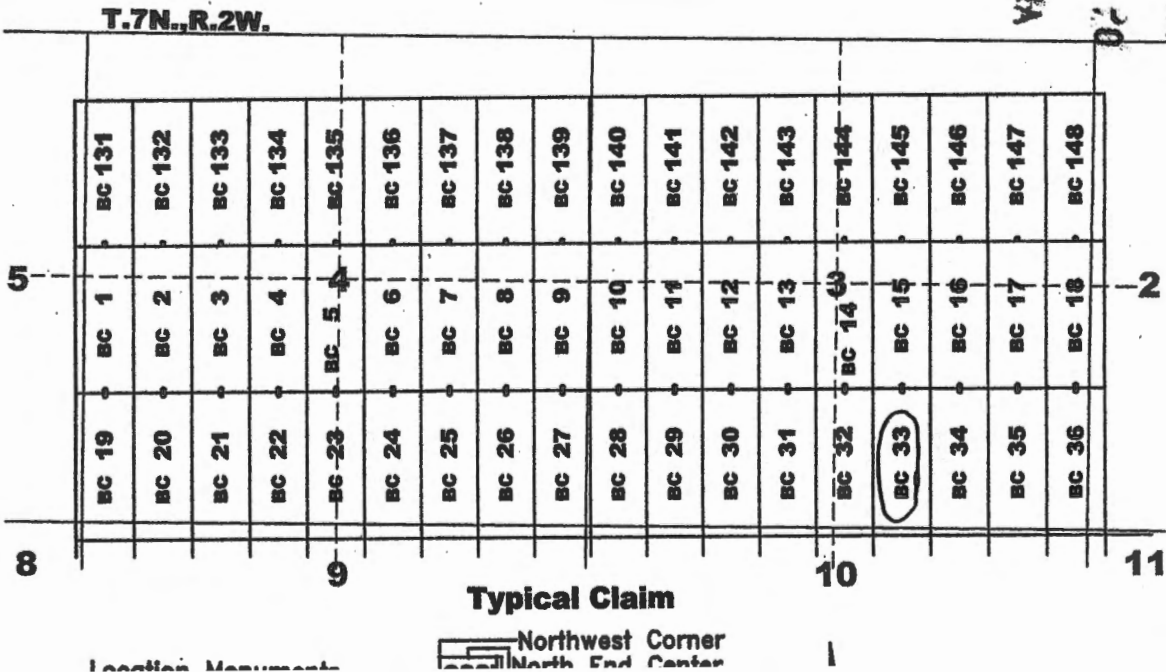 T.7N.,R.2W.
BC 131 BC 132 BC 133 BC 134 BC 135 BC 136 BC 137 BC 138 BC 139 BC 140 BC 141 BC 142 BC 143 BC 144 BC 145 BC 146 BC 147 BC 148
5 4 3 2
BC 1 BC 2 BC 3 BC 4 BC 5 BC 6 BC 7 BC 8 BC 9 BC 10 BC 11 BC 12 BC 13 BC 14 BC 15 BC 16 BC 17 BC 18
BC 19 BC 20 BC 21 BC 22 BC 23 BC 24 BC 25 BC 26 BC 27 BC 28 BC 29 BC 30 BC 31 BC 32 BC 33 BC 34 BC 35 BC 36
8 9 10 11
Typical Claim
Northwest Corner
Location Monuments
North End Center